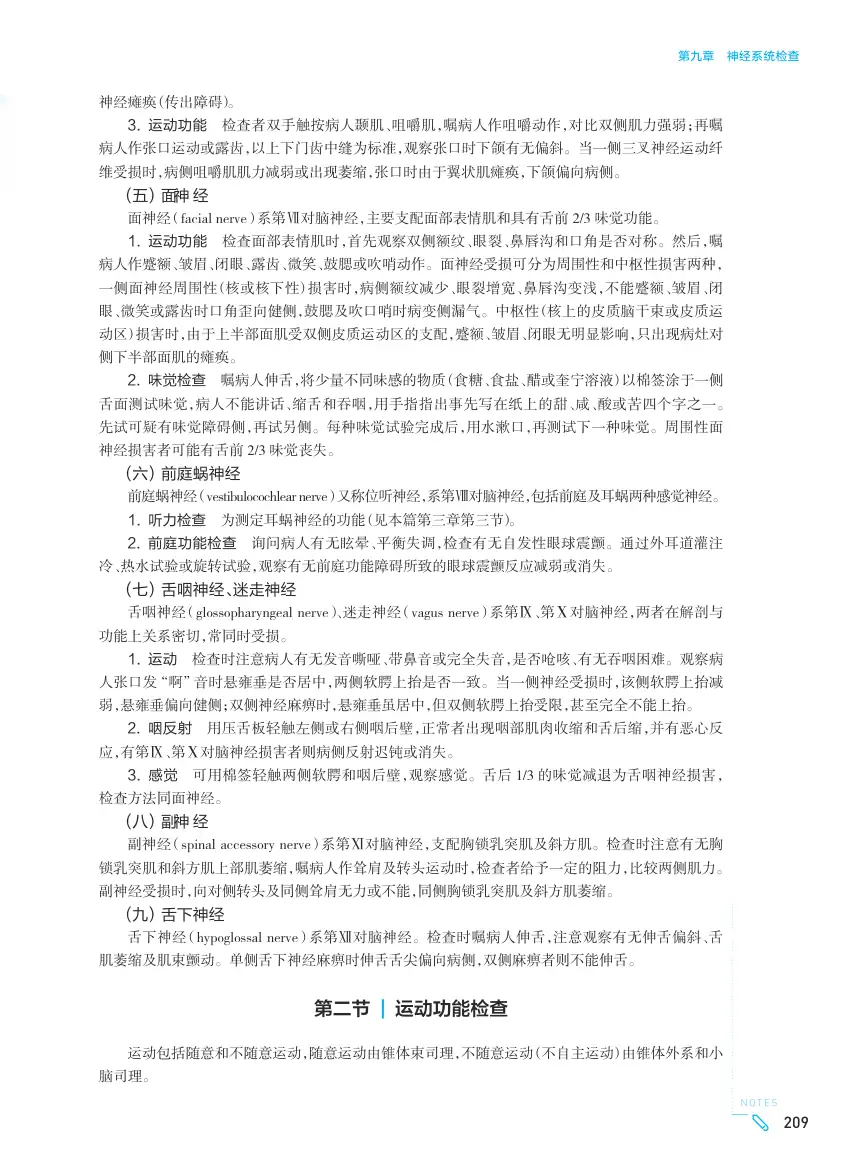 第九章　神经系统检查
神经瘫痪（传出障碍）。
3. 运动功能　检查者双手触按病人颞肌、咀嚼肌，嘱病人作咀嚼动作，对比双侧肌力强弱；再嘱
病人作张口运动或露齿，以上下门齿中缝为标准，观察张口时下颌有无偏斜。当一侧三叉神经运动纤
维受损时，病侧咀嚼肌肌力减弱或出现萎缩，张口时由于翼状肌瘫痪，下颌偏向病侧。
（五）面神经
面神经（facial nerve）系第Ⅶ对脑神经，主要支配面部表情肌和具有舌前 2/3 味觉功能。
1. 运动功能　检查面部表情肌时，首先观察双侧额纹、眼裂、鼻唇沟和口角是否对称。然后，嘱
病人作蹙额、皱眉、闭眼、露齿、微笑、鼓腮或吹哨动作。面神经受损可分为周围性和中枢性损害两种，
一侧面神经周围性（核或核下性）损害时，病侧额纹减少、眼裂增宽、鼻唇沟变浅，不能蹙额、皱眉、闭
眼、微笑或露齿时口角歪向健侧，鼓腮及吹口哨时病变侧漏气。中枢性（核上的皮质脑干束或皮质运
动区）损害时，由于上半部面肌受双侧皮质运动区的支配，蹙额、皱眉、闭眼无明显影响，只出现病灶对
侧下半部面肌的瘫痪。
2. 味觉检查　嘱病人伸舌，将少量不同味感的物质（食糖、食盐、醋或奎宁溶液）以棉签涂于一侧
舌面测试味觉，病人不能讲话、缩舌和吞咽，用手指指出事先写在纸上的甜、咸、酸或苦四个字之一。
先试可疑有味觉障碍侧，再试另侧。每种味觉试验完成后，用水漱口，再测试下一种味觉。周围性面
神经损害者可能有舌前 2/3 味觉丧失。
（六）前庭蜗神经
前庭蜗神经（vestibulocochlear nerve）又称位听神经，系第Ⅷ对脑神经，包括前庭及耳蜗两种感觉神经。
1. 听力检查　为测定耳蜗神经的功能（见本篇第三章第三节）。
2. 前庭功能检查　询问病人有无眩晕、平衡失调，检查有无自发性眼球震颤。通过外耳道灌注
冷、热水试验或旋转试验，观察有无前庭功能障碍所致的眼球震颤反应减弱或消失。
（七）舌咽神经、迷走神经
舌咽神经（glossopharyngeal nerve）、迷走神经（vagus nerve）系第Ⅸ、第Ⅹ对脑神经，两者在解剖与
功能上关系密切，常同时受损。
1. 运动　检查时注意病人有无发音嘶哑、带鼻音或完全失音，是否呛咳、有无吞咽困难。观察病
人张口发“啊”音时悬雍垂是否居中，两侧软腭上抬是否一致。当一侧神经受损时，该侧软腭上抬减
弱，悬雍垂偏向健侧；双侧神经麻痹时，悬雍垂虽居中，但双侧软腭上抬受限，甚至完全不能上抬。
2. 咽反射　用压舌板轻触左侧或右侧咽后壁，正常者出现咽部肌肉收缩和舌后缩，并有恶心反
应，有第Ⅸ、第Ⅹ对脑神经损害者则病侧反射迟钝或消失。
3. 感觉　可用棉签轻触两侧软腭和咽后壁，观察感觉。舌后 1/3 的味觉减退为舌咽神经损害，
检查方法同面神经。
（八）副神经
副神经（spinal accessory nerve）系第Ⅺ对脑神经，支配胸锁乳突肌及斜方肌。检查时注意有无胸
锁乳突肌和斜方肌上部肌萎缩，嘱病人作耸肩及转头运动时，检查者给予一定的阻力，比较两侧肌力。
副神经受损时，向对侧转头及同侧耸肩无力或不能，同侧胸锁乳突肌及斜方肌萎缩。
（九）舌下神经
舌下神经（hypoglossal nerve）系第Ⅻ对脑神经。检查时嘱病人伸舌，注意观察有无伸舌偏斜、舌
肌萎缩及肌束颤动。单侧舌下神经麻痹时伸舌舌尖偏向病侧，双侧麻痹者则不能伸舌。
第二节｜运动功能检查
运动包括随意和不随意运动，随意运动由锥体束司理，不随意运动（不自主运动）由锥体外系和小
脑司理。
NOTES
209